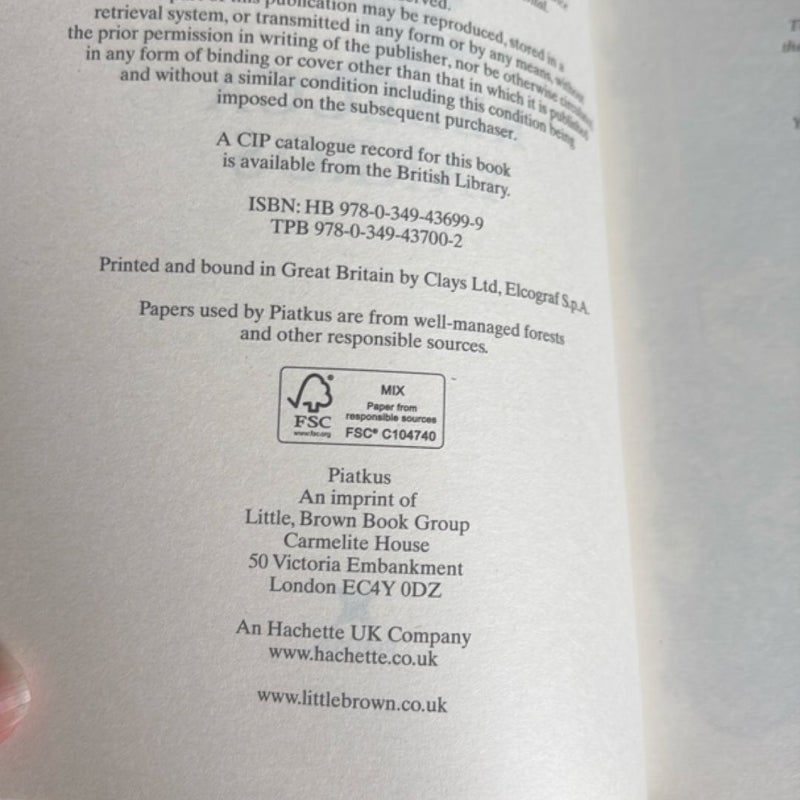 publication may be reproduced, stored in a
retrieval system, or transmitted in any form or by any means, without
the prior permission in writing of the publisher, nor be otherwise circulated
in any form of binding or cover other than that in which it is published
and without a similar condition including this condition being
imposed on the subsequent purchaser.
A CIP catalogue record for this book
is available from the British Library.
ISBN: HB 978-0-349-43699-9
TPB 978-0-349-43700-2
Printed and bound in Great Britain by Clays Ltd, Elcograf S.p.A.
Papers used by Piatkus are from well-managed forests
and other responsible sources.
FSC
www.fsc.org
MIX
Paper from
responsible sources
FSC® C104740
Piatkus
An imprint of
Little, Brown Book Group
Carmelite House
50 Victoria Embankment
London EC4Y 0DZ
An Hachette UK Company
www.hachette.co.uk
www.littlebrown.co.uk